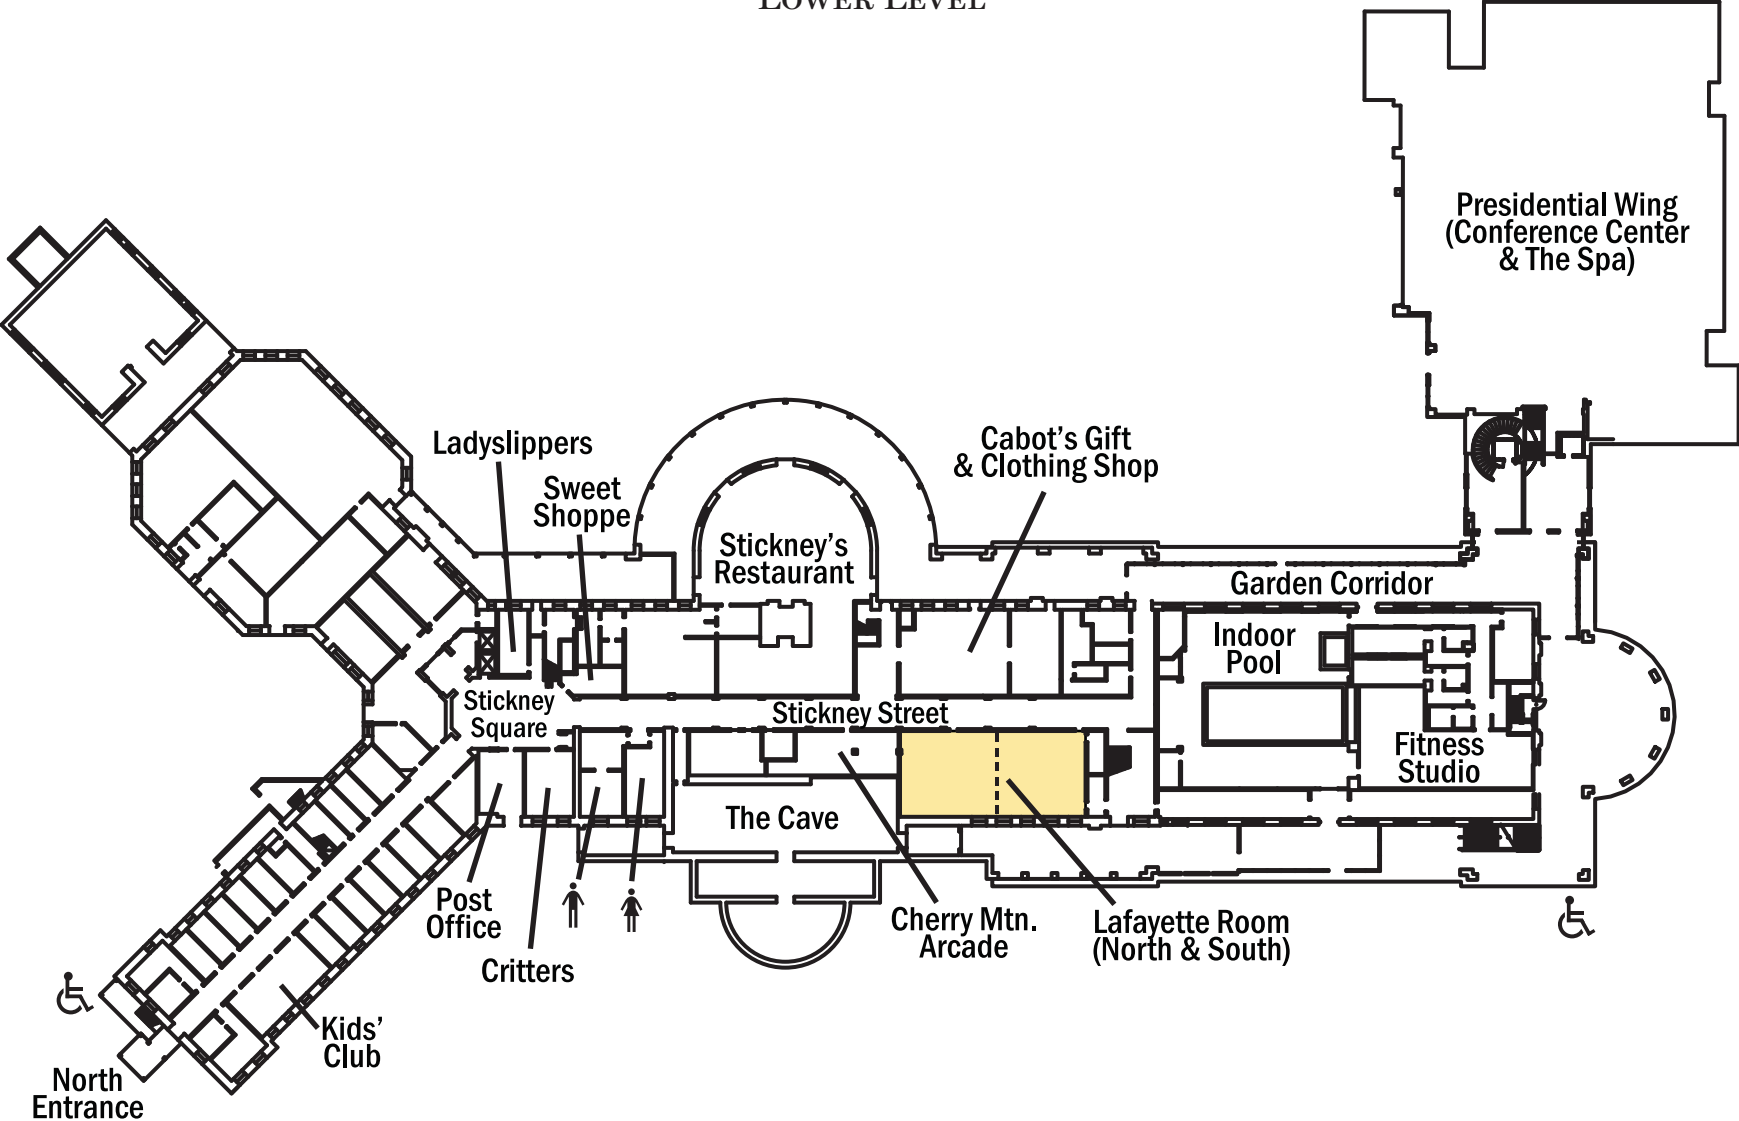 LOWER LEVEL
Presidential Wing
(Conference Center
& The Spa)
Ladyslippers
Sweet
Shoppe
Stickney's
Restaurant
Cabot's Gift
& Clothing Shop
Garden Corridor
Indoor
Pool
Stickney
Square
Stickney Street
Fitness
Studio
The Cave
Post
Office
Critters
Cherry Mtn.
Arcade
Lafayette Room
(North & South)
Kids'
Club
North
Entrance